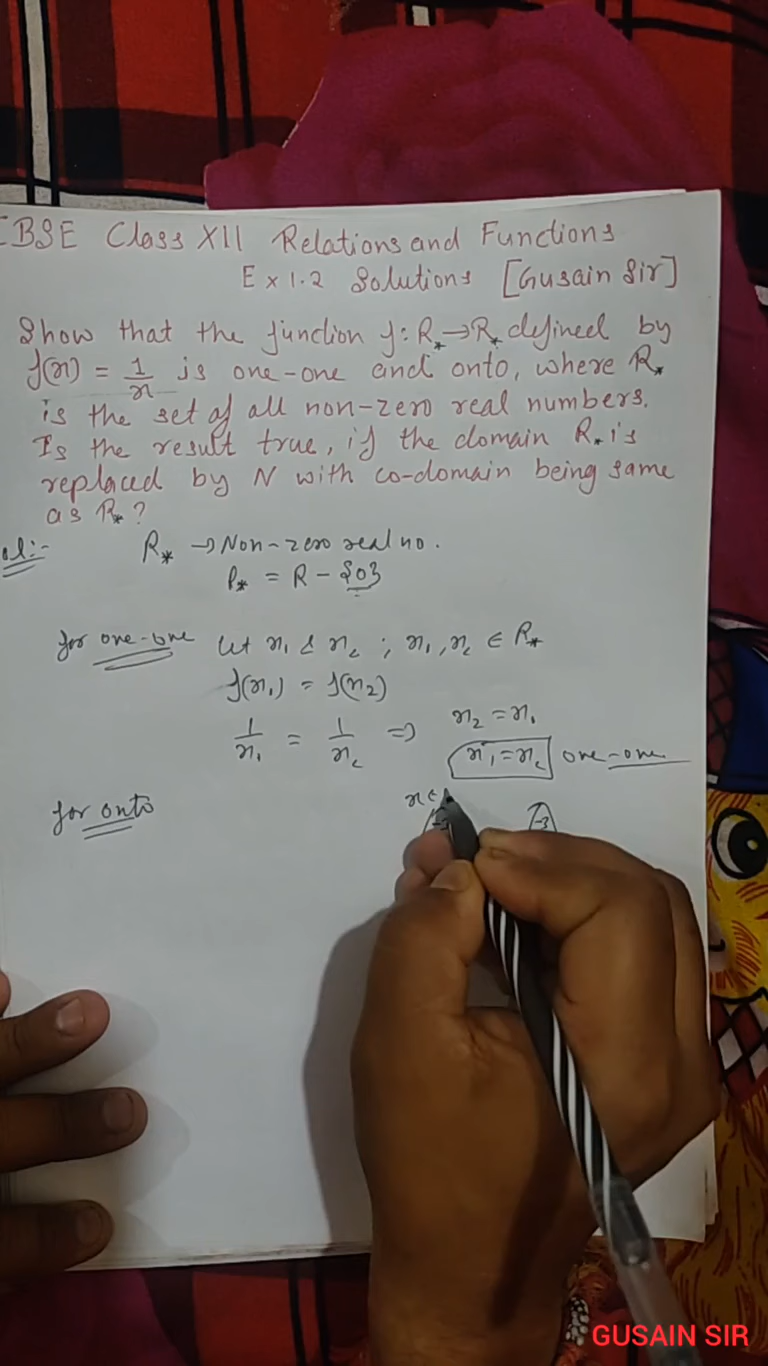 CBSE Class XII Relations and Functions
Ex 1.2 Solutions [Gusain Sir]
Show that the function f: R* → R* defined by
f(x) = 1/x is one-one and onto, where R*
is the set of all non-zero real numbers.
Is the result true, if the domain R* is
replaced by N with co-domain being same
as R*?
Sol:-
R* → Non-zero real no.
R* = R - {0}
for one-one Let x₁ & x₂ ; x₁, x₂ ∈ R*
f(x₁) = f(x₂)
1/x₁ = 1/x₂ ⇒ x₂ = x₁
x₁ = x₂ one-one
for onto
x ∈
-3
GUSAIN SIR